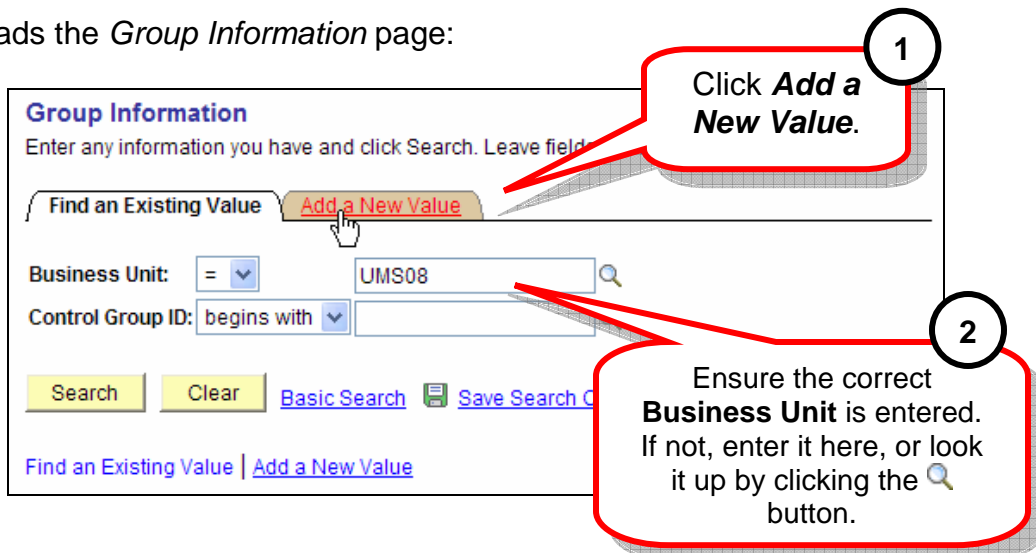 ads the Group Information page:
1
Click Add a
New Value.
Group Information
Enter any information you have and click Search. Leave
Find an Existing Value Add a New Value
Business Unit: = UMS08
Control Group ID: begins with
2
Ensure the correct
Business Unit is entered.
If not, enter it here, or look
it up by clicking the
button.
Search Clear Basic Search Save Search
Find an Existing Value | Add a New Value